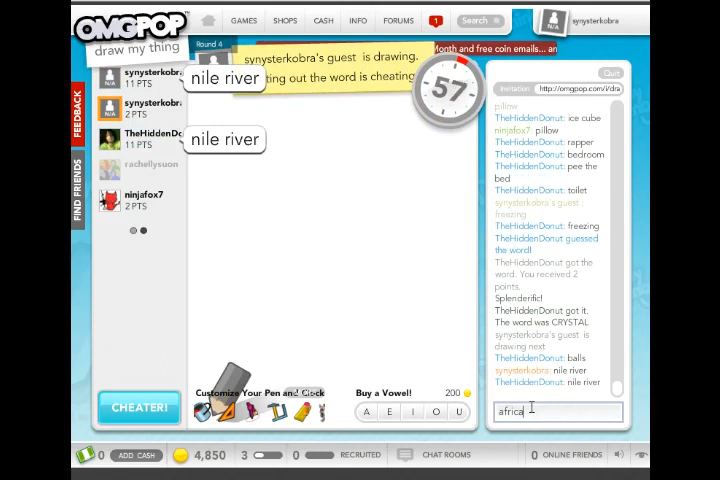 OMGPOP
GAMES SHOPS CASH INFO FORUMS 1 Search
N/A synysterkobra
draw my thing
Round 4
Month and free coin emails... an
synysterkobra's guest is drawing.
ting out the word is cheating
57
FEEDBACK
FIND FRIENDS
N/A synysterkobra
11 PTS
nile river
N/A synysterkobra
2 PTS
TheHiddenDo
11 PTS
nile river
rachellysuon
ninjafox7
2 PTS
CHEATER!
Customize Your Pen and Clock
Buy a Vowel! 200
A E I O U
Quit
Invitation http://omgpop.com/i/dra
pillow
TheHiddenDonut: ice cube
ninjafox7: pillow
TheHiddenDonut: rapper
TheHiddenDonut: bedroom
TheHiddenDonut: pee the
bed
TheHiddenDonut: toilet
synysterkobra's guest :
freezing
TheHiddenDonut: freezing
TheHiddenDonut guessed
the word!
TheHiddenDonut got the
word. You received 2
points.
Splenderific!
TheHiddenDonut got it.
The word was CRYSTAL
synysterkobra's guest is
drawing next
TheHiddenDonut: balls
synysterkobra: nile river
TheHiddenDonut: nile river
africa
0 ADD CASH 4,850 3 0 RECRUITED CHAT ROOMS 0 ONLINE FRIENDS